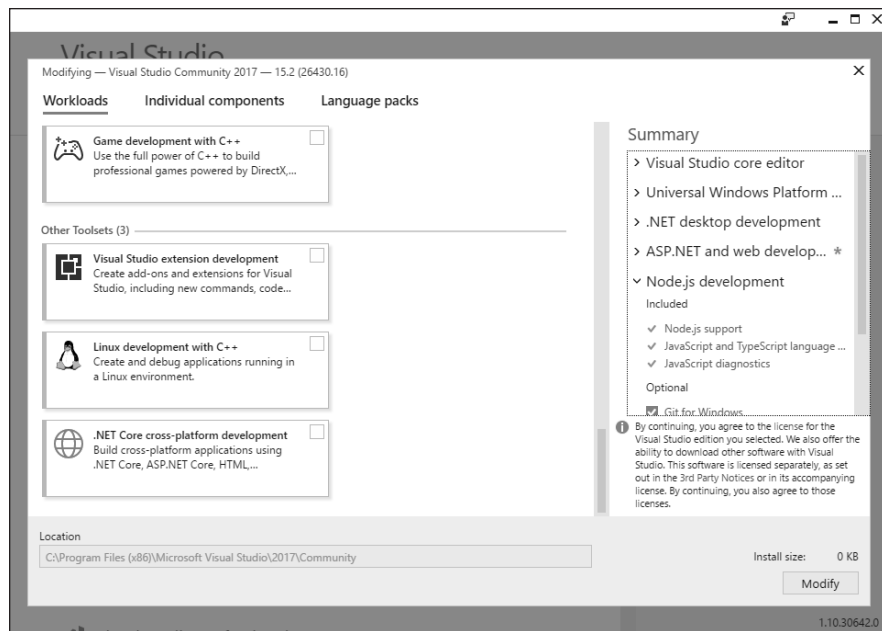 Visual Studio
Modifying — Visual Studio Community 2017 — 15.2 (26430.16)
Workloads
Individual components
Language packs
Game development with C++
Use the full power of C++ to build
professional games powered by DirectX,...
Other Toolsets (3)
Visual Studio extension development
Create add-ons and extensions for Visual
Studio, including new commands, code...
Linux development with C++
Create and debug applications running in
a Linux environment.
.NET Core cross-platform development
Build cross-platform applications using
.NET Core, ASP.NET Core, HTML,...
Summary
Visual Studio core editor
Universal Windows Platform ...
.NET desktop development
ASP.NET and web develop... *
Node.js development
Included
Node.js support
JavaScript and TypeScript language ...
JavaScript diagnostics
Optional
Git for Windows
By continuing, you agree to the license for the
Visual Studio edition you selected. We also offer the
ability to download other software with Visual
Studio. This software is licensed separately, as set
out in the 3rd Party Notices or in its accompanying
license. By continuing, you also agree to those
licenses.
Location
C:\Program Files (x86)\Microsoft Visual Studio\2017\Community
Install size: 0 KB
Modify
1.10.30642.0